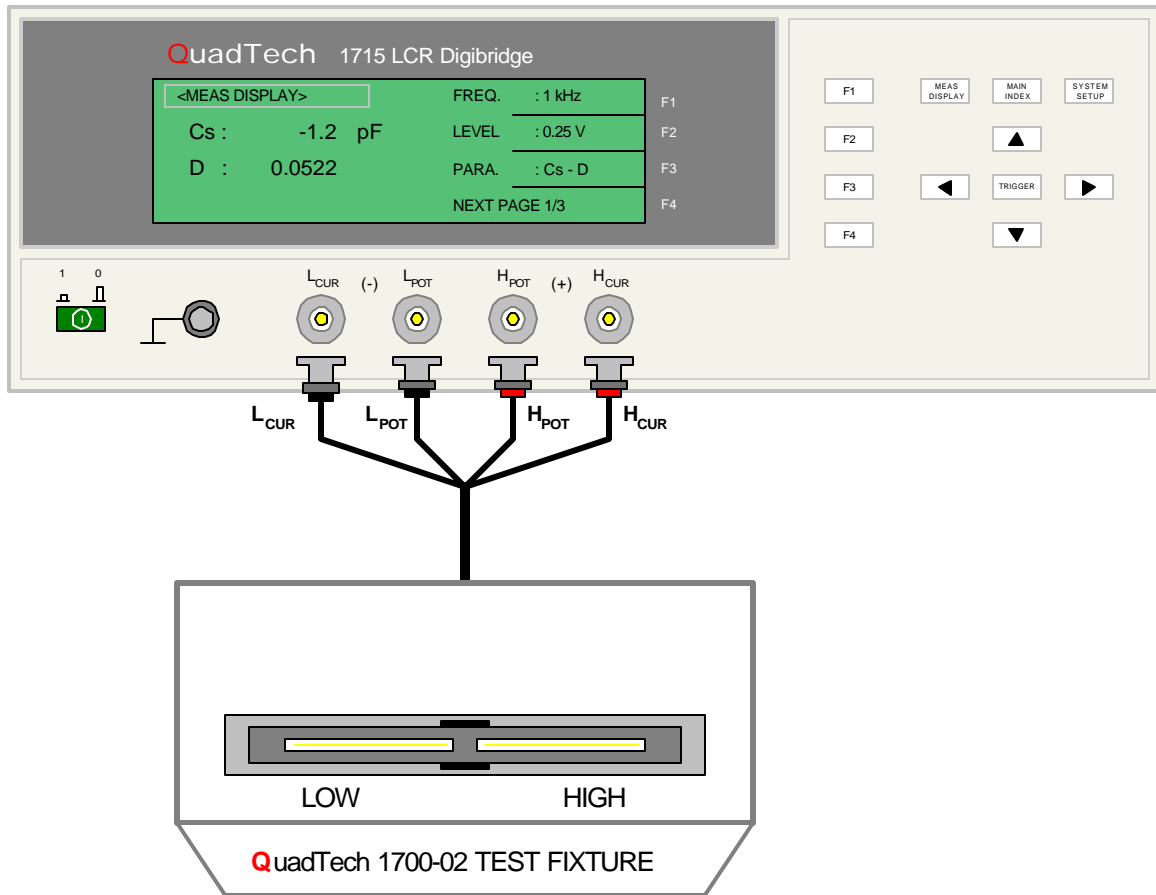 QuadTech 1715 LCR Digibridge
<MEAS DISPLAY>
Cs : -1.2 pF
D : 0.0522
FREQ. : 1 kHz
LEVEL : 0.25 V
PARA. : Cs - D
NEXT PAGE 1/3
F1
F2
F3
F4
F1
F2
F3
F4
MEAS DISPLAY
MAIN INDEX
SYSTEM SETUP
TRIGGER
1 0
I
LCUR (-) LPOT HPOT (+) HCUR
LCUR LPOT HPOT HCUR
LOW HIGH
QuadTech 1700-02 TEST FIXTURE